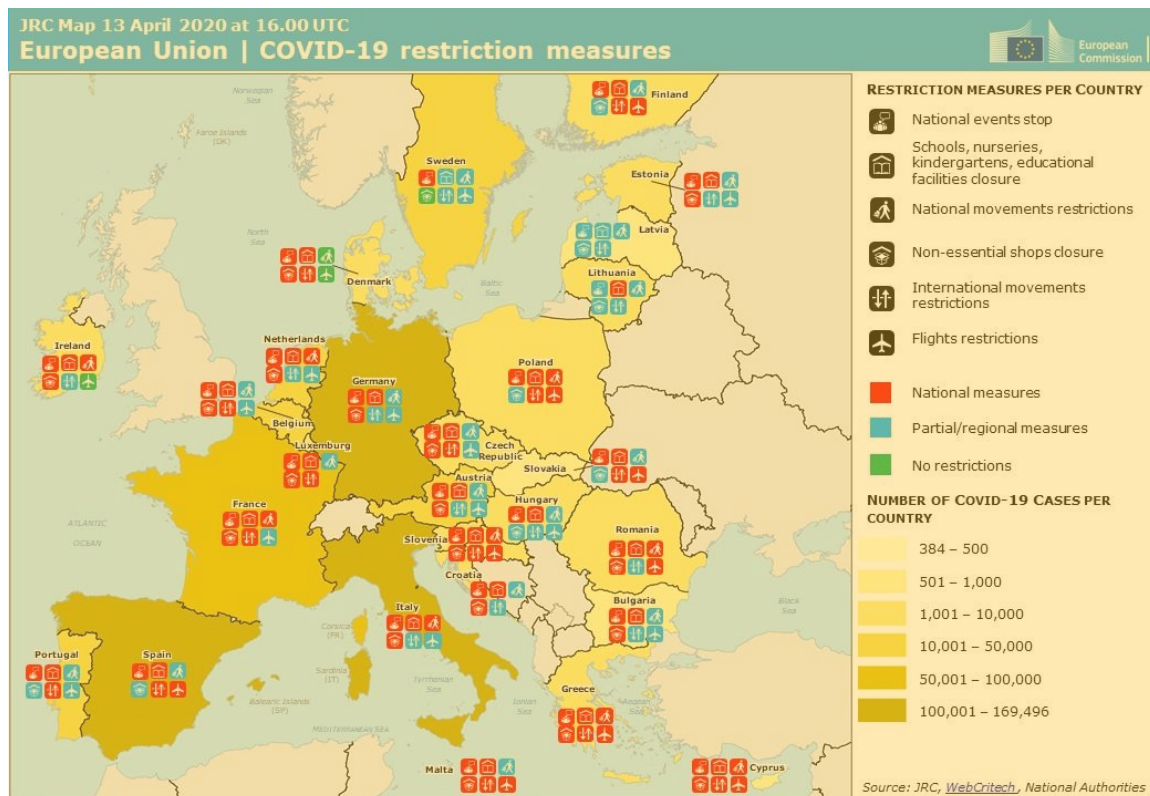 JRC Map 13 April 2020 at 16.00 UTC
European Union | COVID-19 restriction measures
European
Commission
Norwegian
Sea
Faroe Islands
(DK)
Finland
Sweden
Estonia
North
Sea
Latvia
Denmark
Baltic
Sea
Lithuania
Ireland
Netherlands
Poland
Germany
Belgium
Luxemburg
Czech
Republic
Slovakia
Austria
Hungary
France
ATLANTIC
OCEAN
Romania
Slovenia
Croatia
Black
Sea
Bulgaria
Italy
Corsica
(FR)
Portugal
Spain
Sardinia
(IT)
Tyrrhenian
Sea
Balearic Islands
(SP)
Ionian
Sea
Greece
Aegean
Sea
MEDITERRANEAN SEA
Malta
Cyprus
RESTRICTION MEASURES PER COUNTRY
National events stop
Schools, nurseries,
kindergartens, educational
facilities closure
National movements restrictions
Non-essential shops closure
International movements
restrictions
Flights restrictions
National measures
Partial/regional measures
No restrictions
NUMBER OF COVID-19 CASES PER
COUNTRY
384 – 500
501 – 1,000
1,001 – 10,000
10,001 – 50,000
50,001 – 100,000
100,001 – 169,496
Source: JRC, WebCritech, National Authorities